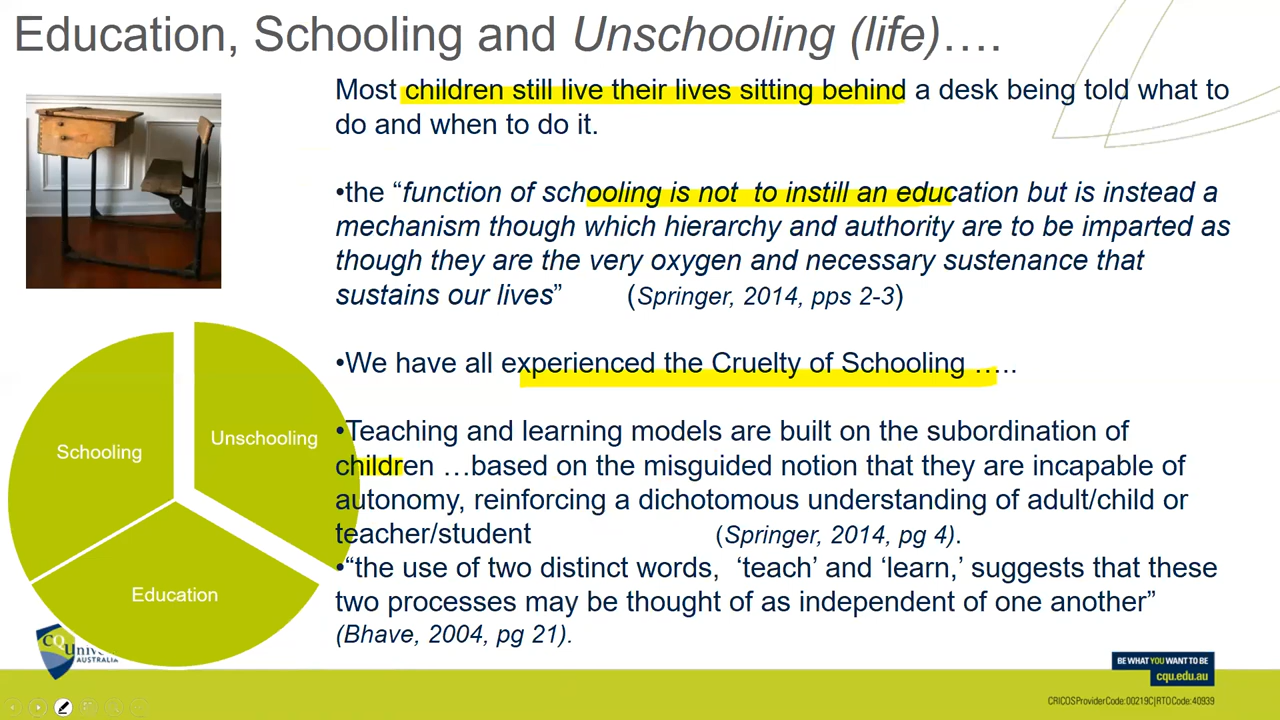 Education, Schooling and Unschooling (life)….
Most children still live their lives sitting behind a desk being told what to
do and when to do it.
•the “function of schooling is not  to instill an education but is instead a
mechanism though which hierarchy and authority are to be imparted as
though they are the very oxygen and necessary sustenance that
sustains our lives” (Springer, 2014, pps 2-3)
•We have all experienced the Cruelty of Schooling …..
•Teaching and learning models are built on the subordination of
children …based on the misguided notion that they are incapable of
autonomy, reinforcing a dichotomous understanding of adult/child or
teacher/student (Springer, 2014, pg 4).
•“the use of two distinct words,  ‘teach’ and ‘learn,’ suggests that these
two processes may be thought of as independent of one another”
(Bhave, 2004, pg 21).
Schooling
Unschooling
Education
CQ
AUSTRALIA
BE WHAT YOU WANT TO BE
cqu.edu.au
CRICOSProviderCode:00219C|RTOCode:40939